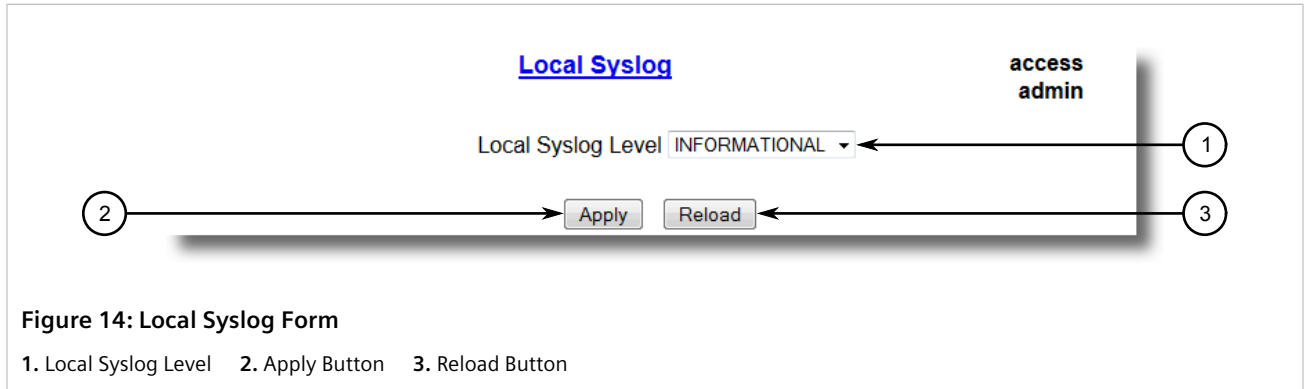 Local Syslog
access
admin
Local Syslog Level INFORMATIONAL
1
2
Apply Reload
3
Figure 14: Local Syslog Form
1. Local Syslog Level 2. Apply Button 3. Reload Button